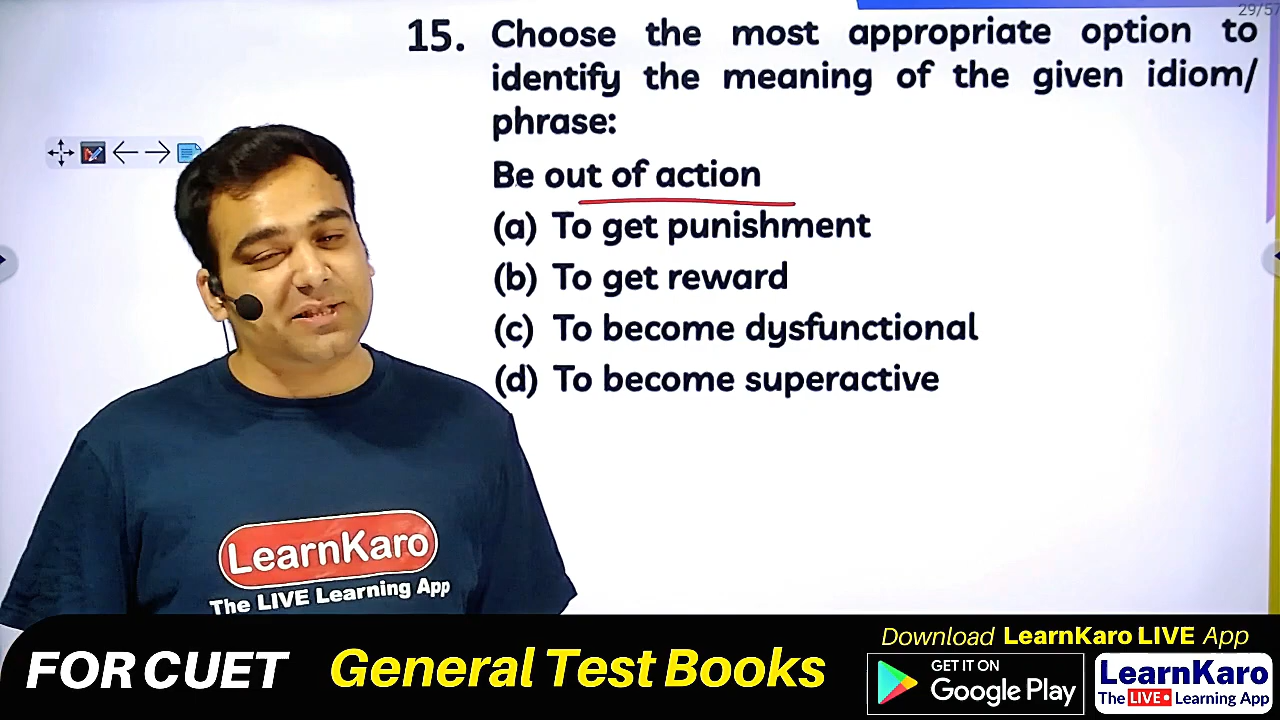 29/57
15. Choose the most appropriate option to
identify the meaning of the given idiom/
phrase:
Be out of action
(a) To get punishment
(b) To get reward
(c) To become dysfunctional
(d) To become superactive
LearnKaro
The LIVE Learning App
FOR CUET General Test Books
Download LearnKaro LIVE App
GET IT ON
Google Play
LearnKaro
The LIVE Learning App